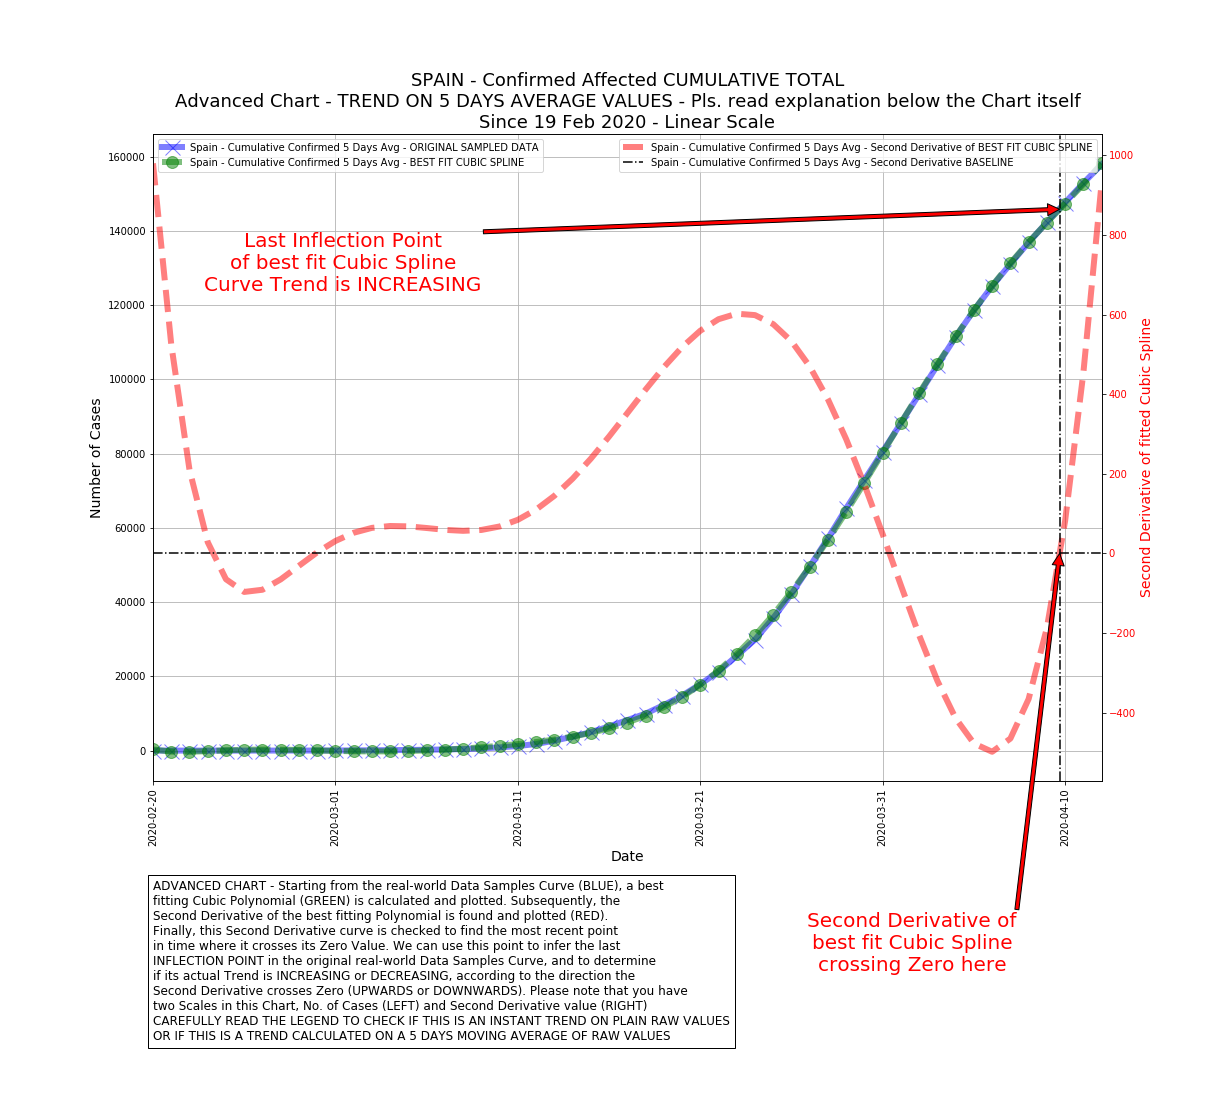 SPAIN - Confirmed Affected CUMULATIVE TOTAL
Advanced Chart - TREND ON 5 DAYS AVERAGE VALUES - Pls. read explanation below the Chart itself
Since 19 Feb 2020 - Linear Scale
Spain - Cumulative Confirmed 5 Days Avg - ORIGINAL SAMPLED DATA
Spain - Cumulative Confirmed 5 Days Avg - BEST FIT CUBIC SPLINE
Spain - Cumulative Confirmed 5 Days Avg - Second Derivative of BEST FIT CUBIC SPLINE
Spain - Cumulative Confirmed 5 Days Avg - Second Derivative BASELINE
Last Inflection Point
of best fit Cubic Spline
Curve Trend is INCREASING
Number of Cases
160000
140000
120000
100000
80000
60000
40000
20000
0
Second Derivative of fitted Cubic Spline
1000
800
600
400
200
0
−200
−400
2020-02-20
2020-03-01
2020-03-11
2020-03-21
2020-03-31
2020-04-10
Date
Second Derivative of
best fit Cubic Spline
crossing Zero here
ADVANCED CHART - Starting from the real-world Data Samples Curve (BLUE), a best
fitting Cubic Polynomial (GREEN) is calculated and plotted. Subsequently, the
Second Derivative of the best fitting Polynomial is found and plotted (RED).
Finally, this Second Derivative curve is checked to find the most recent point
in time where it crosses its Zero Value. We can use this point to infer the last
INFLECTION POINT in the original real-world Data Samples Curve, and to determine
if its actual Trend is INCREASING or DECREASING, according to the direction the
Second Derivative crosses Zero (UPWARDS or DOWNWARDS). Please note that you have
two Scales in this Chart, No. of Cases (LEFT) and Second Derivative value (RIGHT)
CAREFULLY READ THE LEGEND TO CHECK IF THIS IS AN INSTANT TREND ON PLAIN RAW VALUES
OR IF THIS IS A TREND CALCULATED ON A 5 DAYS MOVING AVERAGE OF RAW VALUES